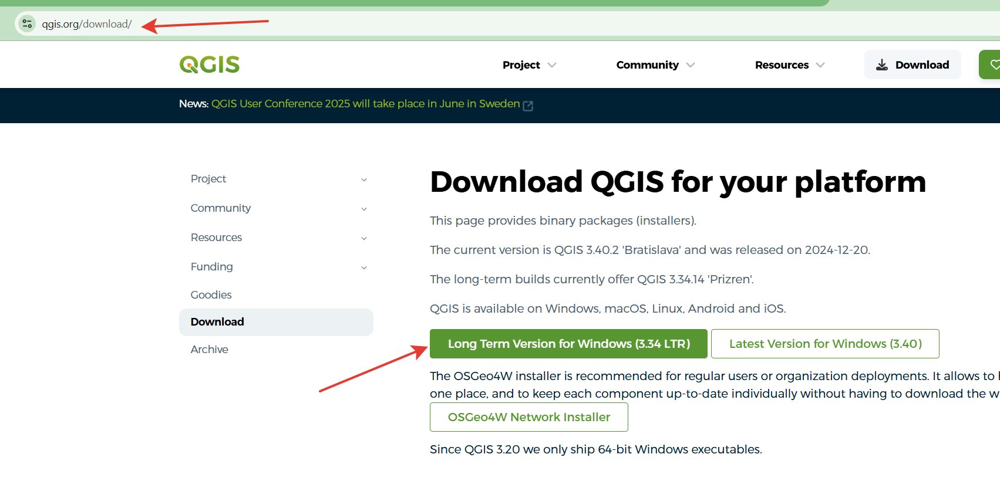 qgis.org/download/
QGIS
Project
Community
Resources
Download
News: QGIS User Conference 2025 will take place in June in Sweden
Project
Community
Resources
Funding
Goodies
Download
Archive
Download QGIS for your platform
This page provides binary packages (installers).
The current version is QGIS 3.40.2 'Bratislava' and was released on 2024-12-20.
The long-term builds currently offer QGIS 3.34.14 'Prizren'.
QGIS is available on Windows, macOS, Linux, Android and iOS.
Long Term Version for Windows (3.34 LTR)
Latest Version for Windows (3.40)
The OSGeo4W installer is recommended for regular users or organization deployments. It allows to
one place, and to keep each component up-to-date individually without having to download the
OSGeo4W Network Installer
Since QGIS 3.20 we only ship 64-bit Windows executables.